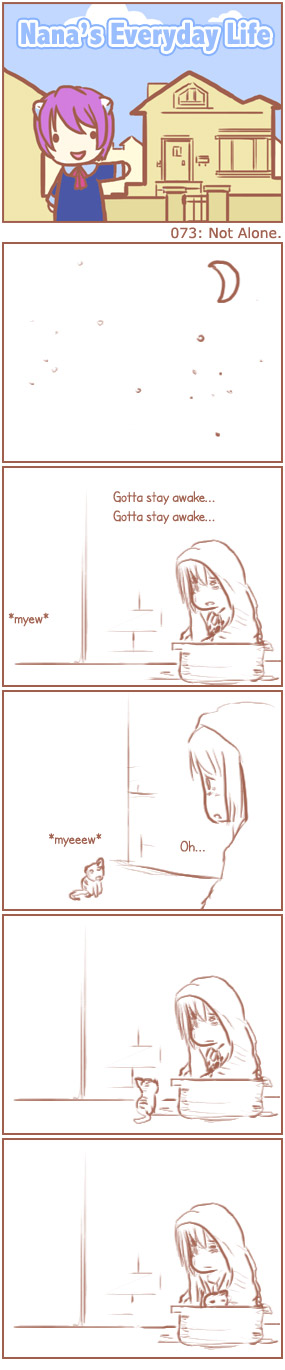 Nana's Everyday Life
073: Not Alone.
Gotta stay awake...
Gotta stay awake...
*myew*
*myeeew*
Oh...